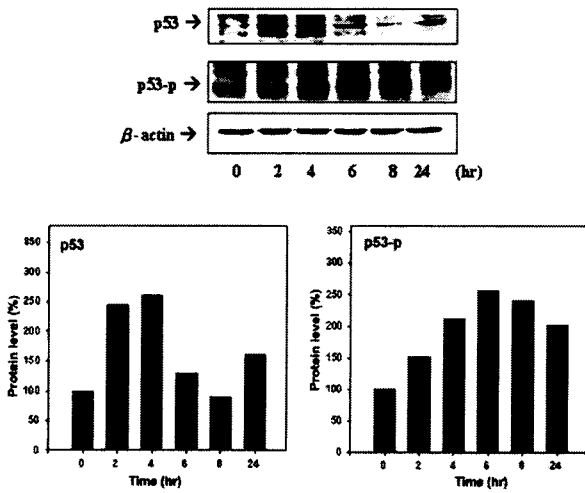 p53 →
p53-p →
β-actin →
0 2 4 6 8 24 (hr)
p53
Protein level (%)
350
300
250
200
150
100
50
0
0 2 4 6 8 24
Time (hr)
p53-p
Protein level (%)
350
300
250
200
150
100
50
0
0 2 4 6 8 24
Time (hr)